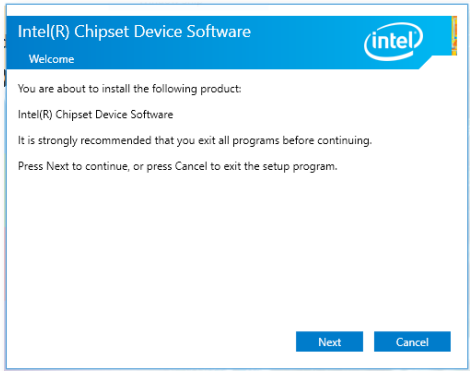 Intel(R) Chipset Device Software
intel
Welcome
You are about to install the following product:
Intel(R) Chipset Device Software
It is strongly recommended that you exit all programs before continuing.
Press Next to continue, or press Cancel to exit the setup program.
Next
Cancel